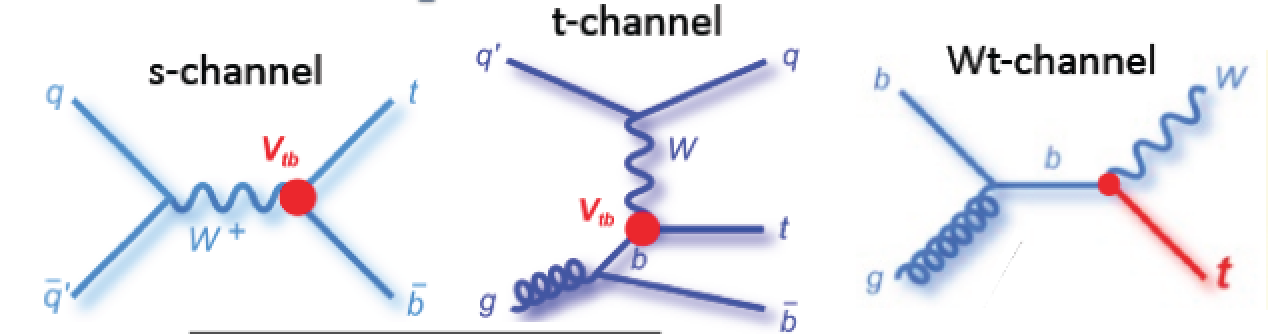 s-channel
q
t
V_tb
W +
q̄'
b̄
t-channel
q'
q
W
V_tb
t
b
g
b̄
Wt-channel
b
W
b
g
t